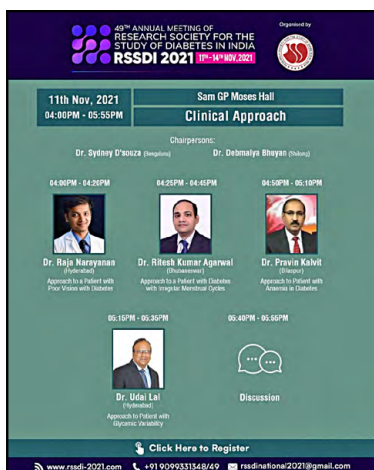 49TH ANNUAL MEETING OF
RESEARCH SOCIETY FOR THE
STUDY OF DIABETES IN INDIA
RSSDI 2021 11TH-14TH NOV, 2021
Organised by
11th Nov, 2021
04:00PM - 05:55PM
Sam GP Moses Hall
Clinical Approach
Chairpersons:
Dr. Sydney D'souza (Bengaluru) Dr. Debmalya Bhuyan (Shillong)
04:00PM - 04:20PM
Dr. Raja Narayanan
(Hyderabad)
Approach to a Patient with
Poor Vision with Diabetes
04:25PM - 04:45PM
Dr. Ritesh Kumar Agarwal
(Bhubaneswar)
Approach to a Patient with Diabetes
with Irregular Menstrual Cycles
04:50PM - 05:10PM
Dr. Pravin Kalvit
(Bilaspur)
Approach to a Patient with
Anaemia in Diabetes
05:15PM - 05:35PM
Dr. Udai Lal
(Hyderabad)
Approach to Patient with
Glycemic Variability
05:40PM - 05:55PM
Discussion
Click Here to Register
www.rssdi-2021.com +91 9099331348/49 rssdinational2021@gmail.com